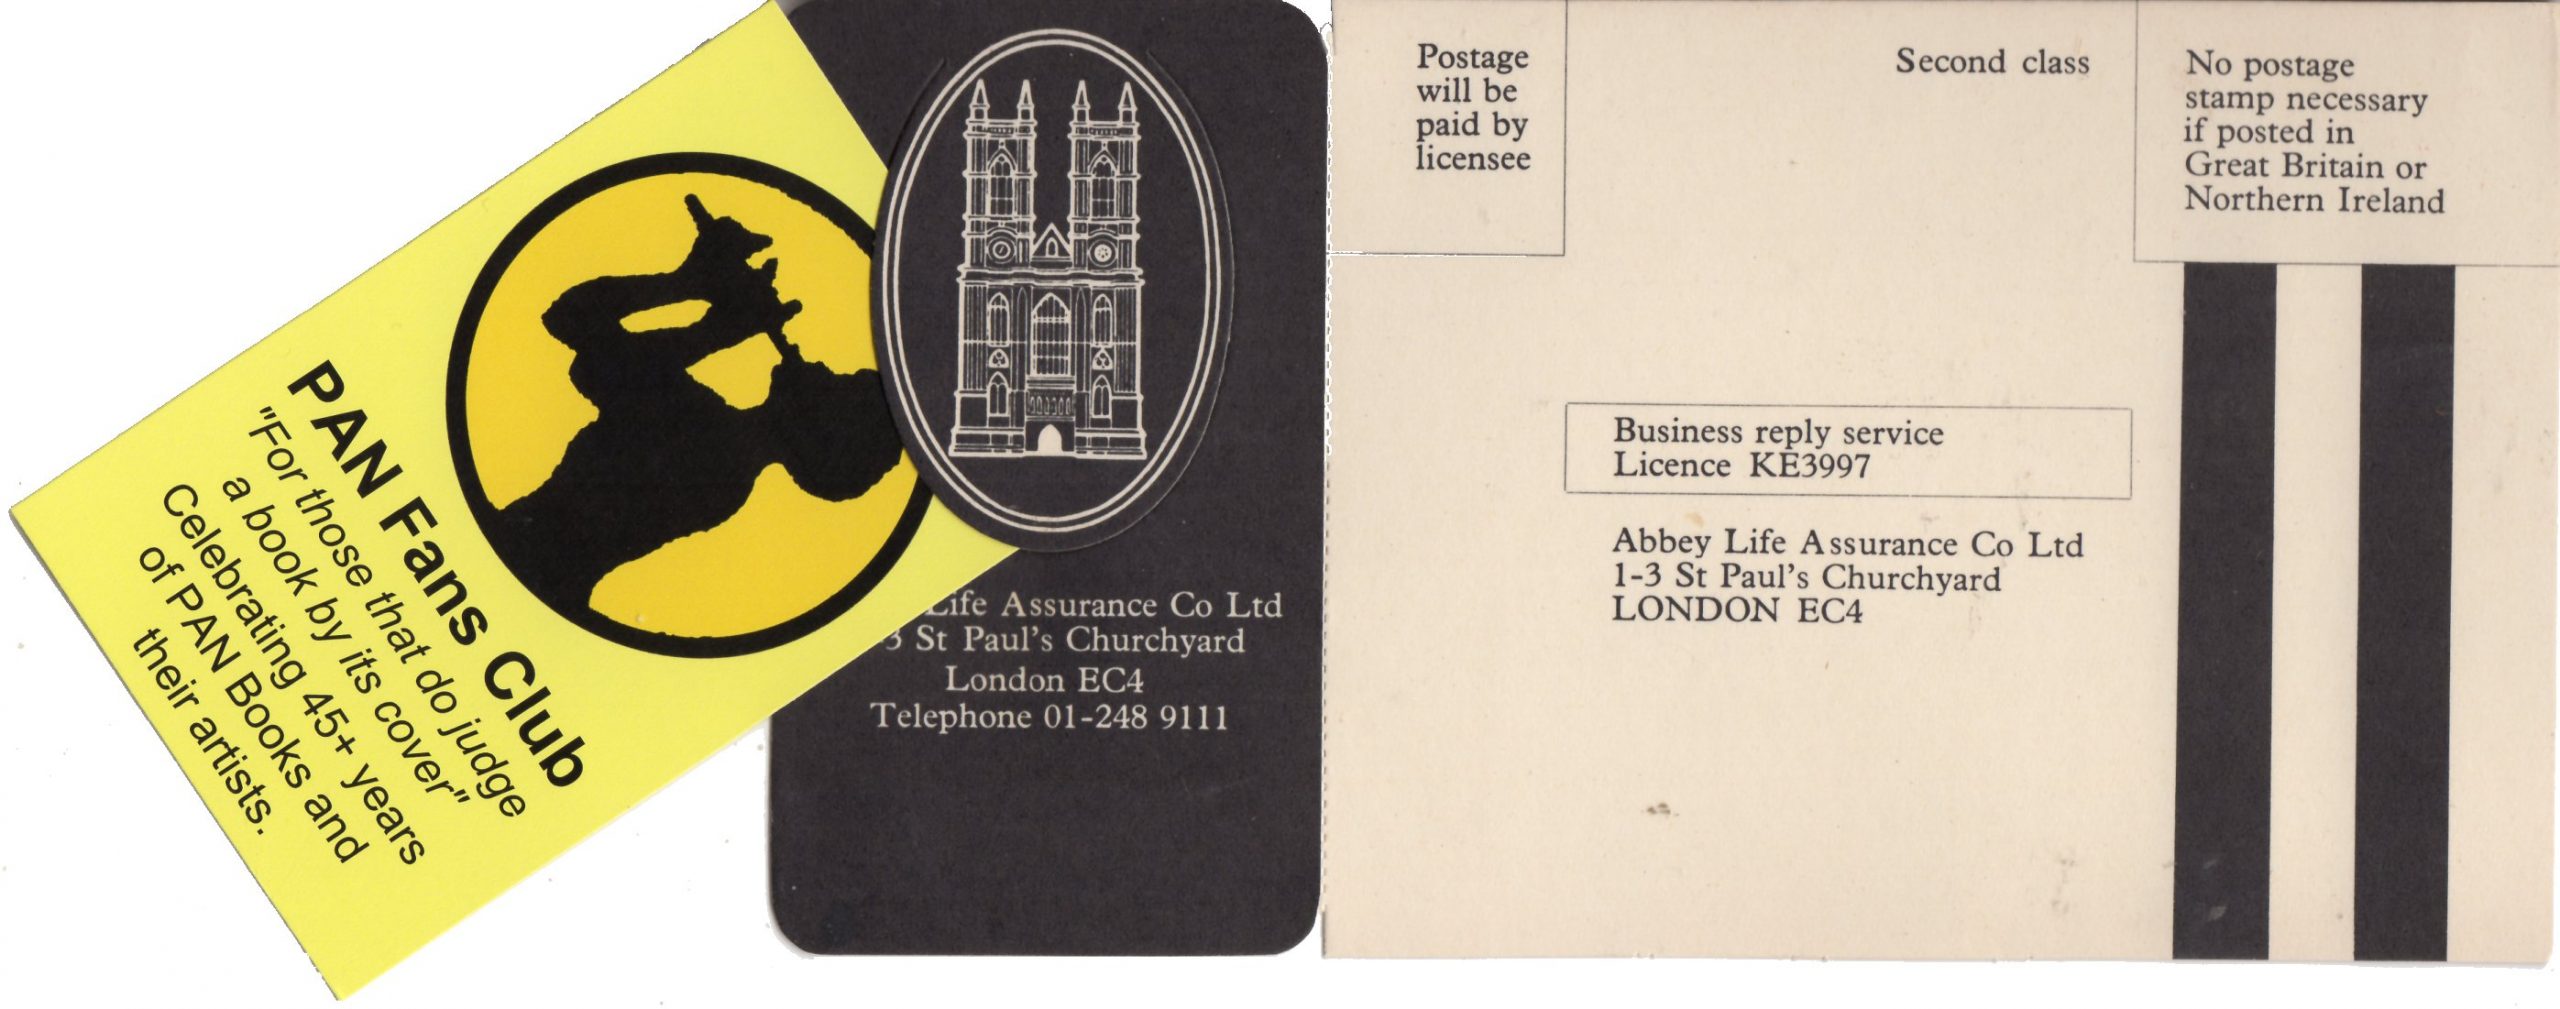 PAN Fans Club
"For those that do judge
a book by its cover"
Celebrating 45+ years
of PAN Books and
their artists.
Life Assurance Co Ltd
3 St Paul's Churchyard
London EC4
Telephone 01-248 9111
Postage
will be
paid by
licensee
Second class
No postage
stamp necessary
if posted in
Great Britain or
Northern Ireland
Business reply service
Licence KE3997
Abbey Life Assurance Co Ltd
1-3 St Paul's Churchyard
LONDON EC4